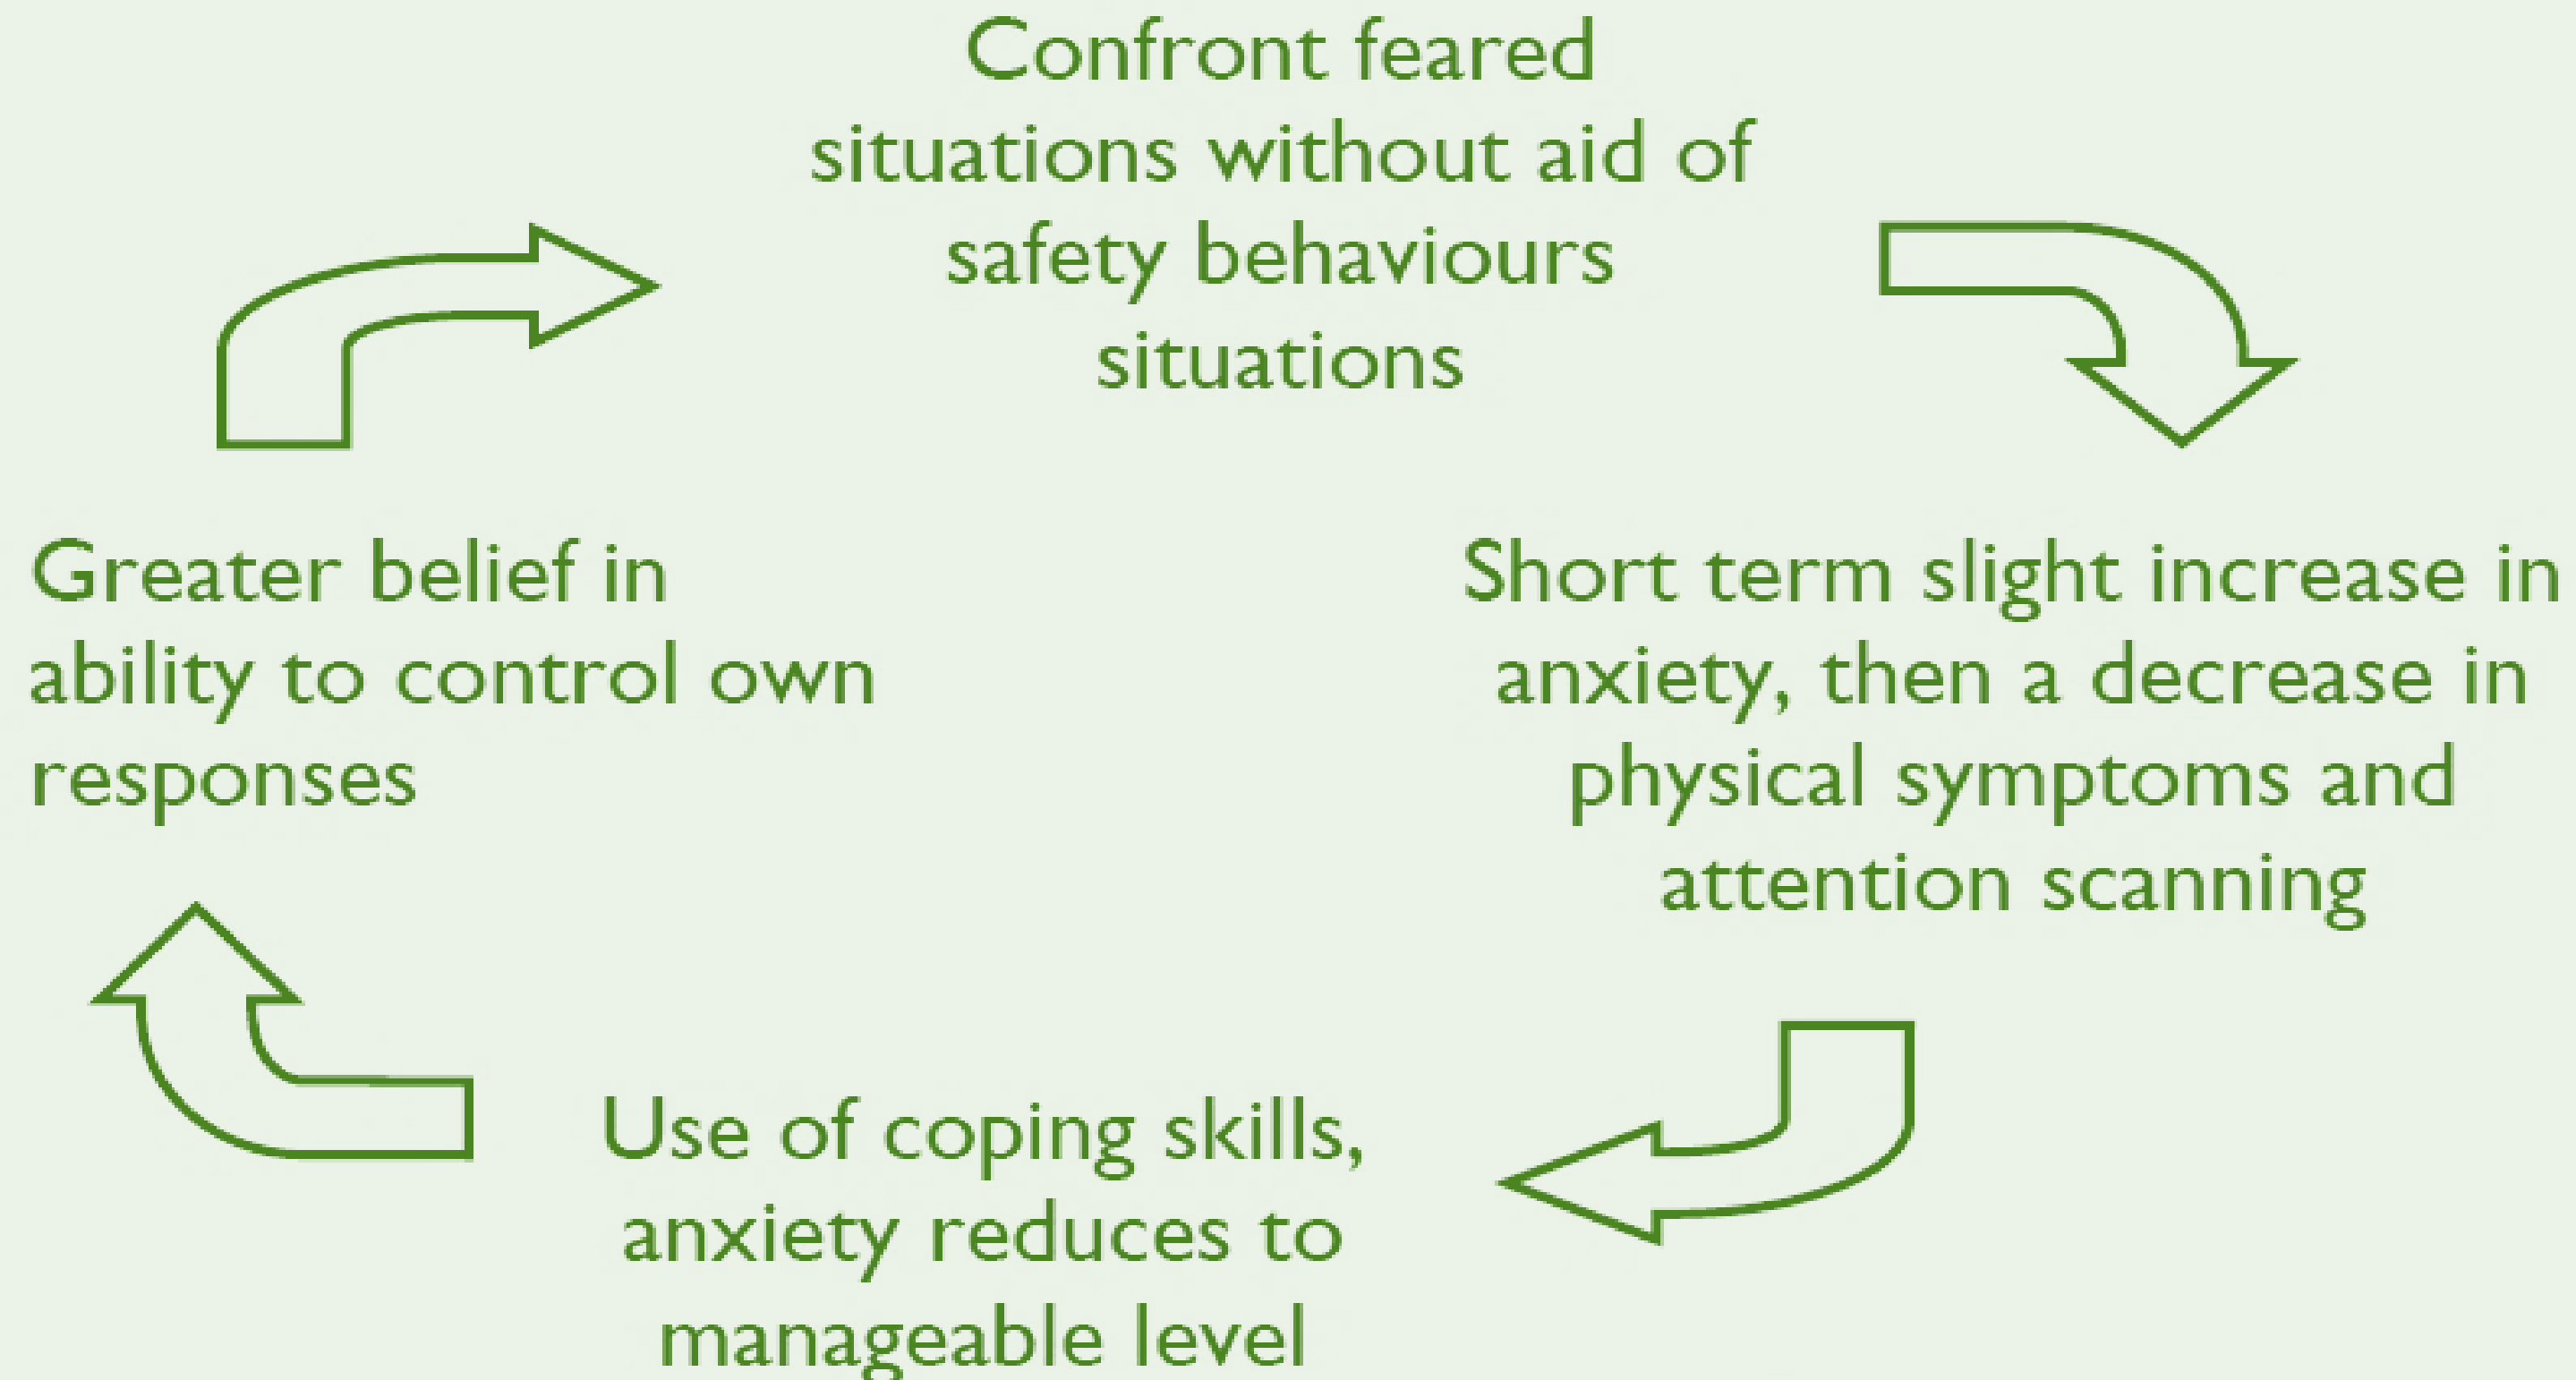 Confront feared
situations without aid of
safety behaviours
situations
Greater belief in
ability to control own
responses
Short term slight increase in
anxiety, then a decrease in
physical symptoms and
attention scanning
Use of coping skills,
anxiety reduces to
manageable level